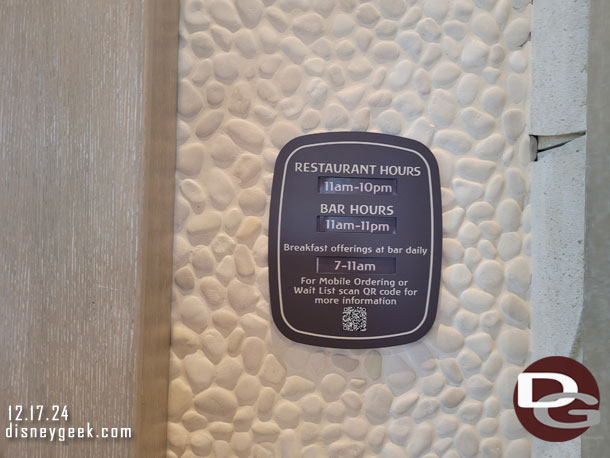 RESTAURANT HOURS
11am-10pm
BAR HOURS
11am-11pm
Breakfast offerings at bar daily
7-11am
For Mobile Ordering or
Wait List scan QR code for
more information
12.17.24
disneygeek.com
DG